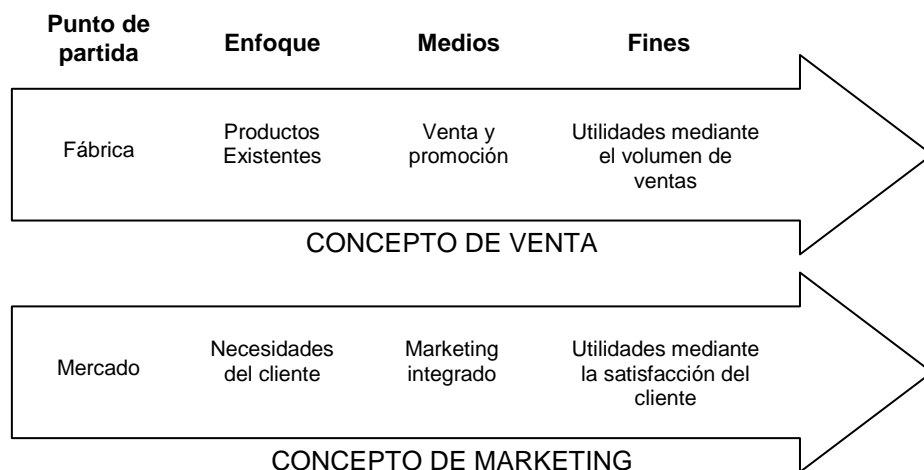 Punto de
partida
Enfoque
Medios
Fines
Fábrica
Productos
Existentes
Venta y
promoción
Utilidades mediante
el volumen de
ventas
CONCEPTO DE VENTA
Mercado
Necesidades
del cliente
Marketing
integrado
Utilidades mediante
la satisfacción del
cliente
CONCEPTO DE MARKETING